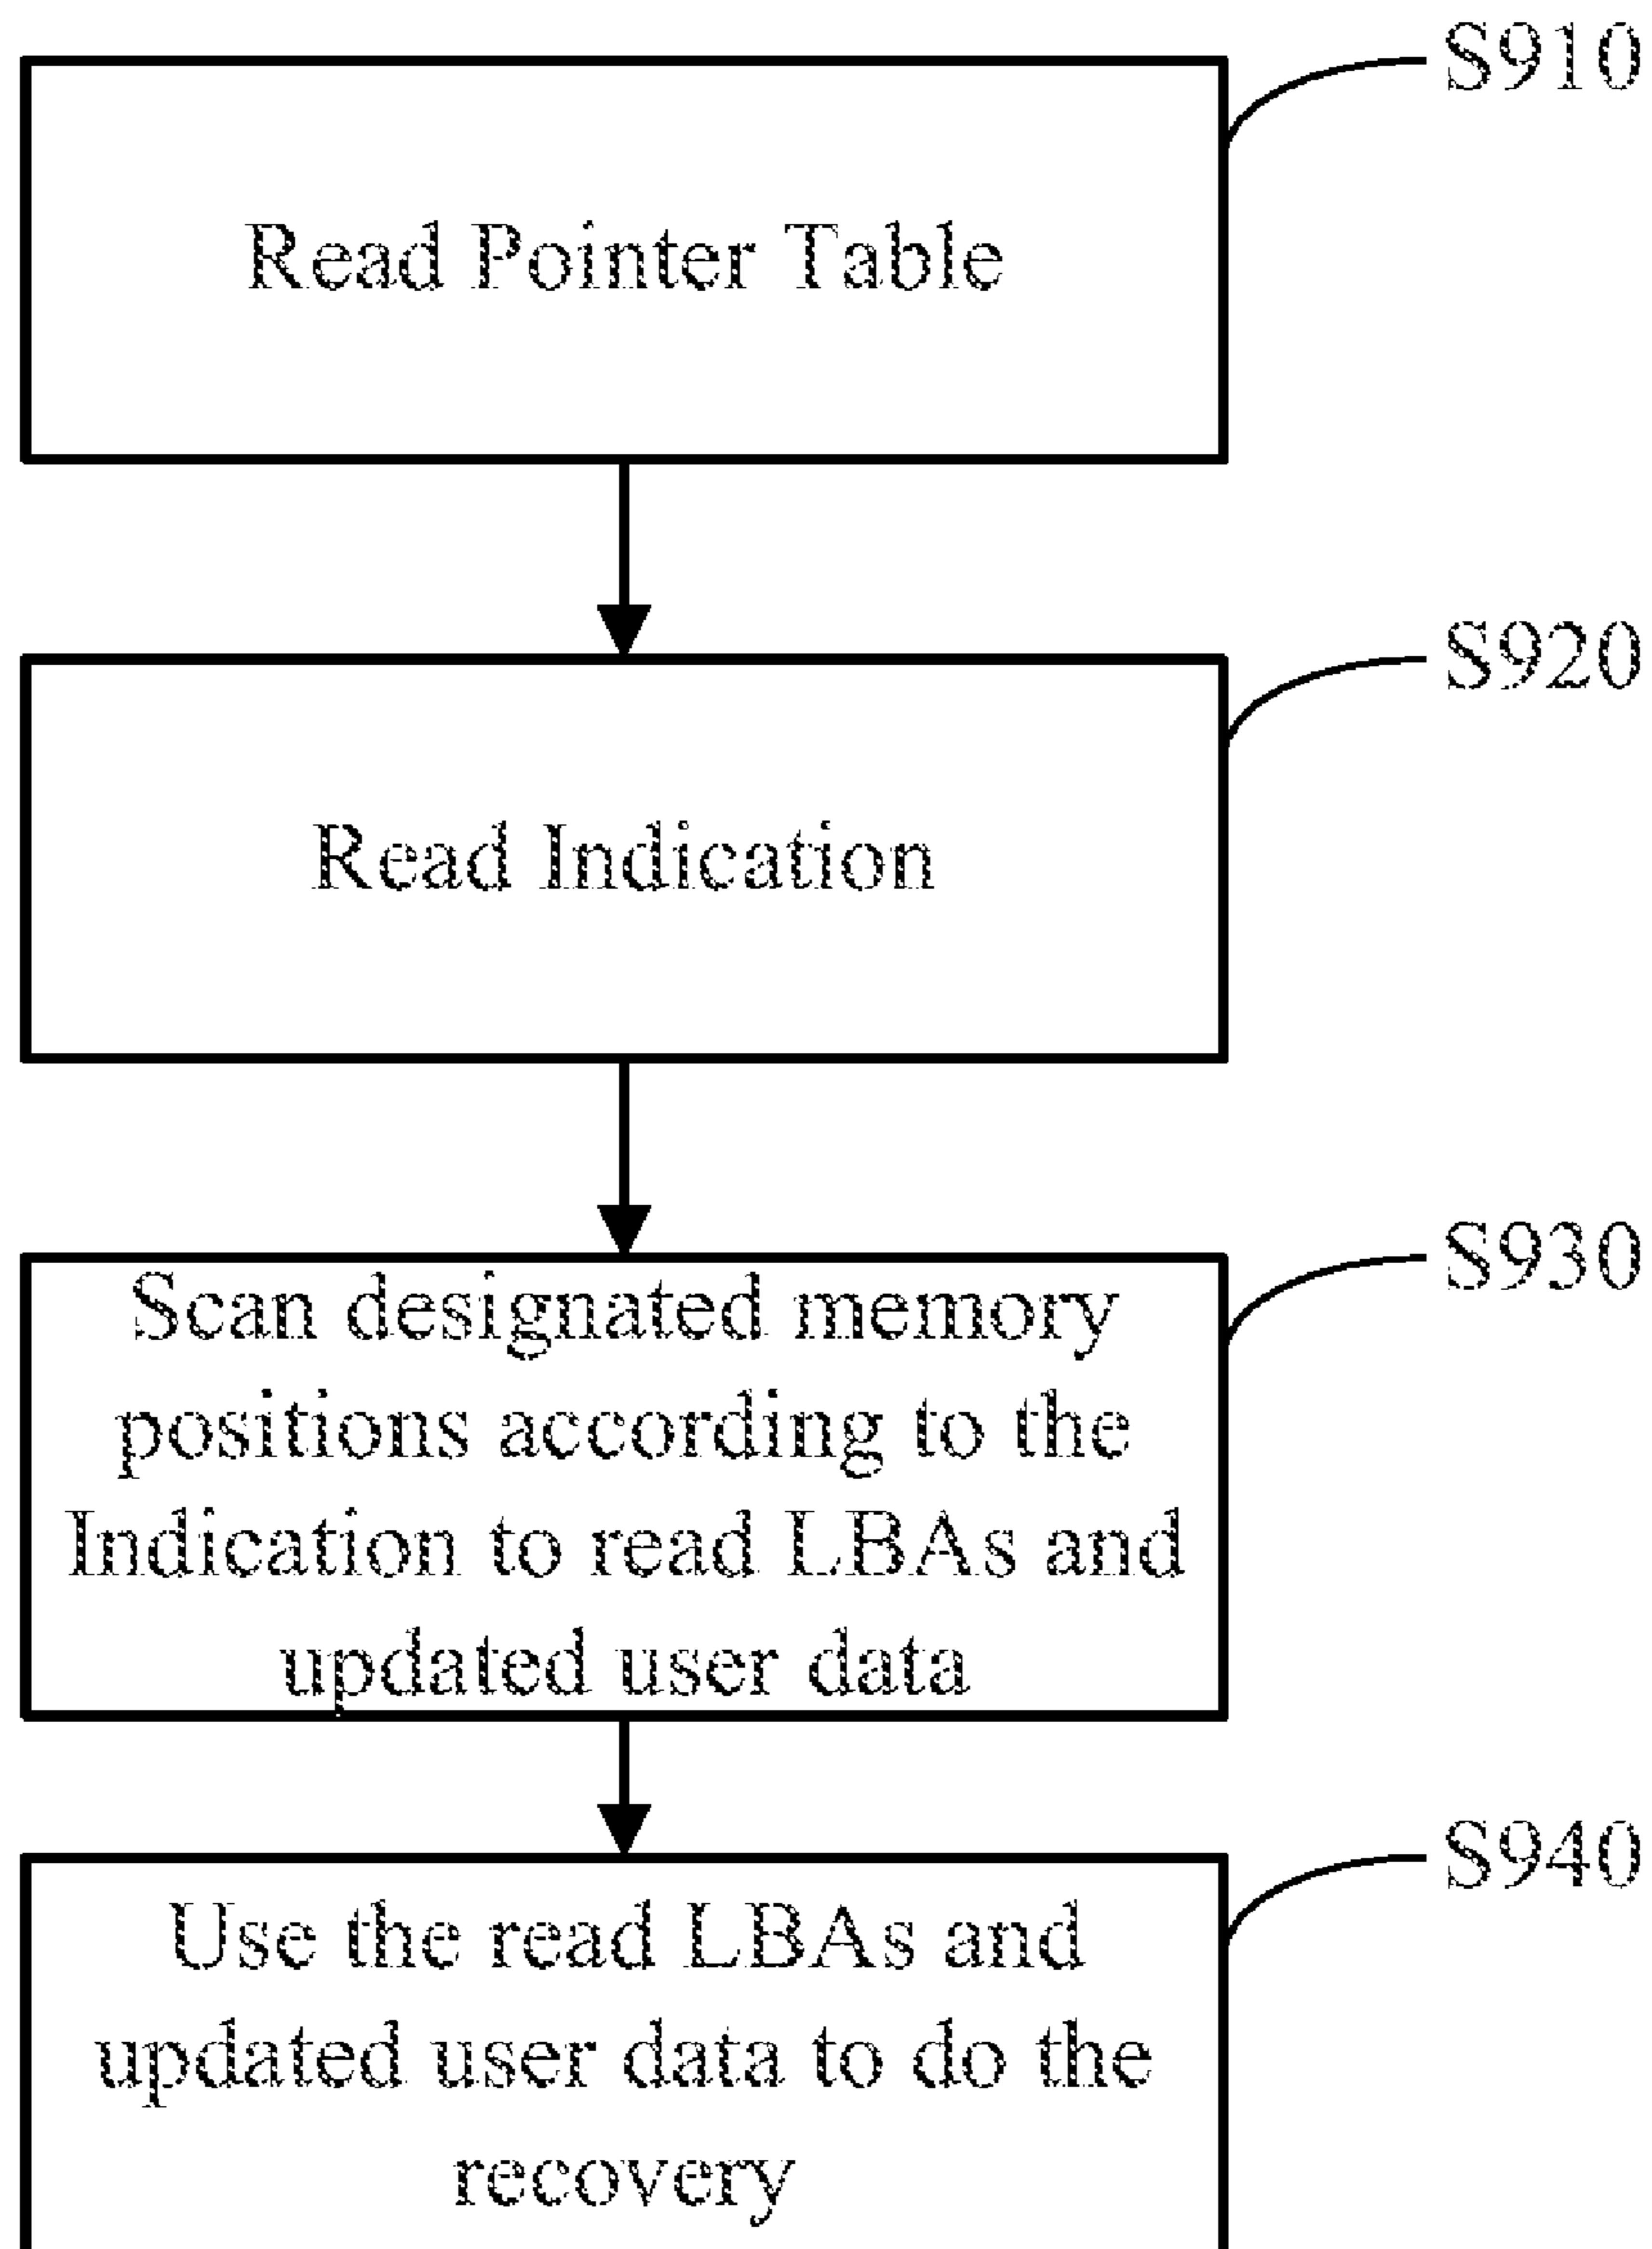 S910
Read Pointer Table
S920
Read Indication
S930
Scan designated memory
positions according to the
Indication to read LBAs and
updated user data
S940
Use the read LBAs and
updated user data to do the
recovery